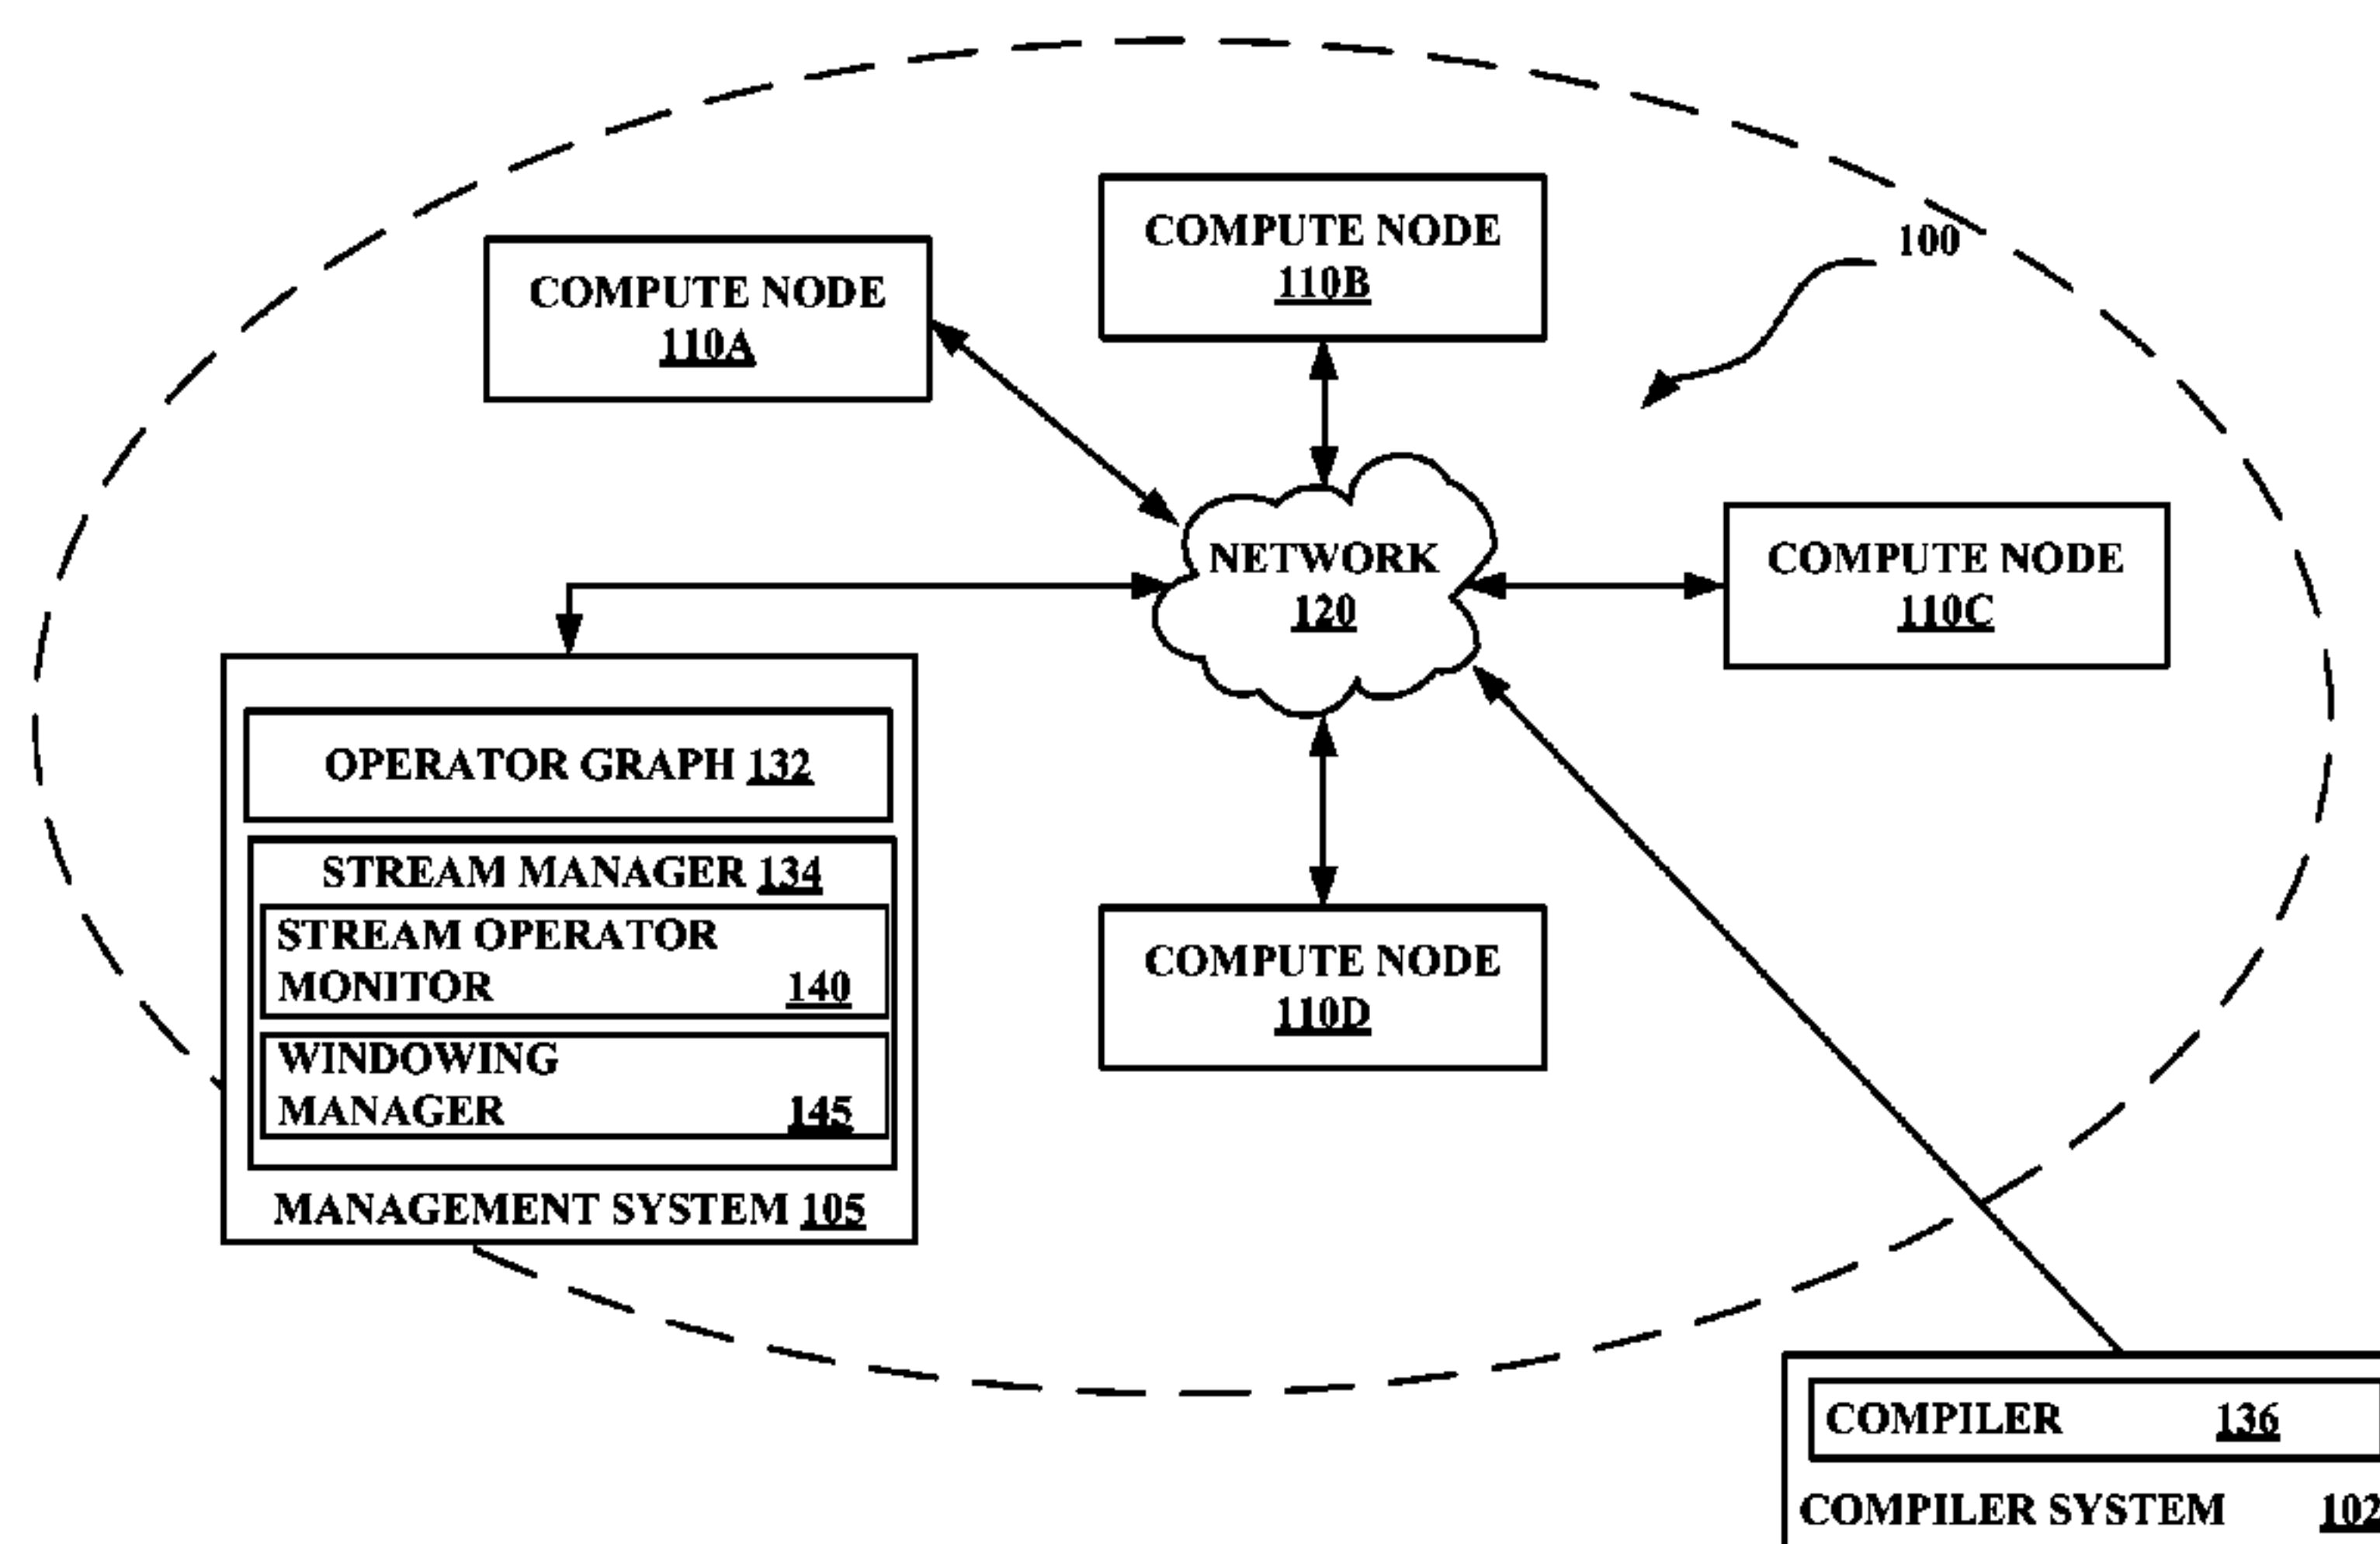 COMPUTE NODE
110B
100
COMPUTE NODE
110A
NETWORK
120
COMPUTE NODE
110C
OPERATOR GRAPH 132
STREAM MANAGER 134
STREAM OPERATOR
MONITOR 140
WINDOWING
MANAGER 145
MANAGEMENT SYSTEM 105
COMPUTE NODE
110D
COMPILER 136
COMPILER SYSTEM 102